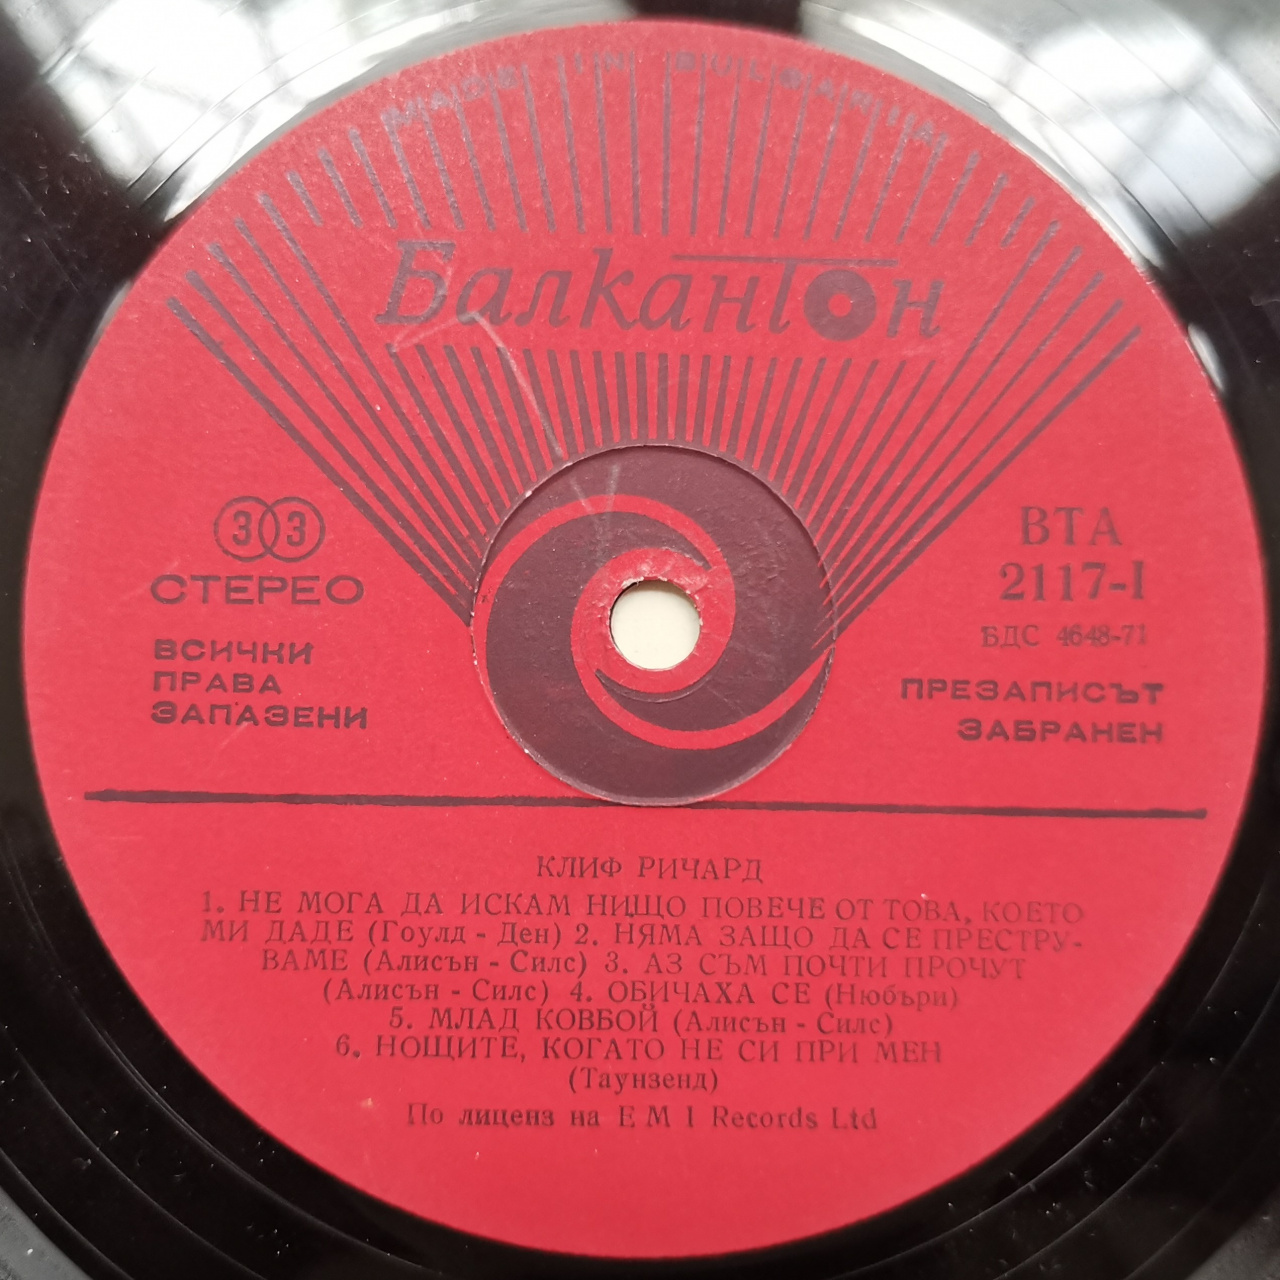 MADE IN BULGARIA
Балкантон
33
СТЕРЕО
ВСИЧКИ
ПРАВА
ЗАПАЗЕНИ
ВТА
2117-I
БДС 4648-71
ПРЕЗАПИСЪТ
ЗАБРАНЕН
КЛИФ РИЧАРД
1. НЕ МОГА ДА ИСКАМ НИЩО ПОВЕЧЕ ОТ ТОВА, КОЕТО
МИ ДАДЕ (Гоулд - Ден) 2. НЯМА ЗАЩО ДА СЕ ПРЕСТРУ-
ВАМЕ (Алисън - Силс) 3. АЗ СЪМ ПОЧТИ ПРОЧУТ
(Алисън - Силс) 4. ОБИЧАХА СЕ (Нюбъри)
5. МЛАД КОВБОЙ (Алисън - Силс)
6. НОЩИТЕ, КОГАТО НЕ СИ ПРИ МЕН
(Таунзенд)
По лиценз на E M I Records Ltd